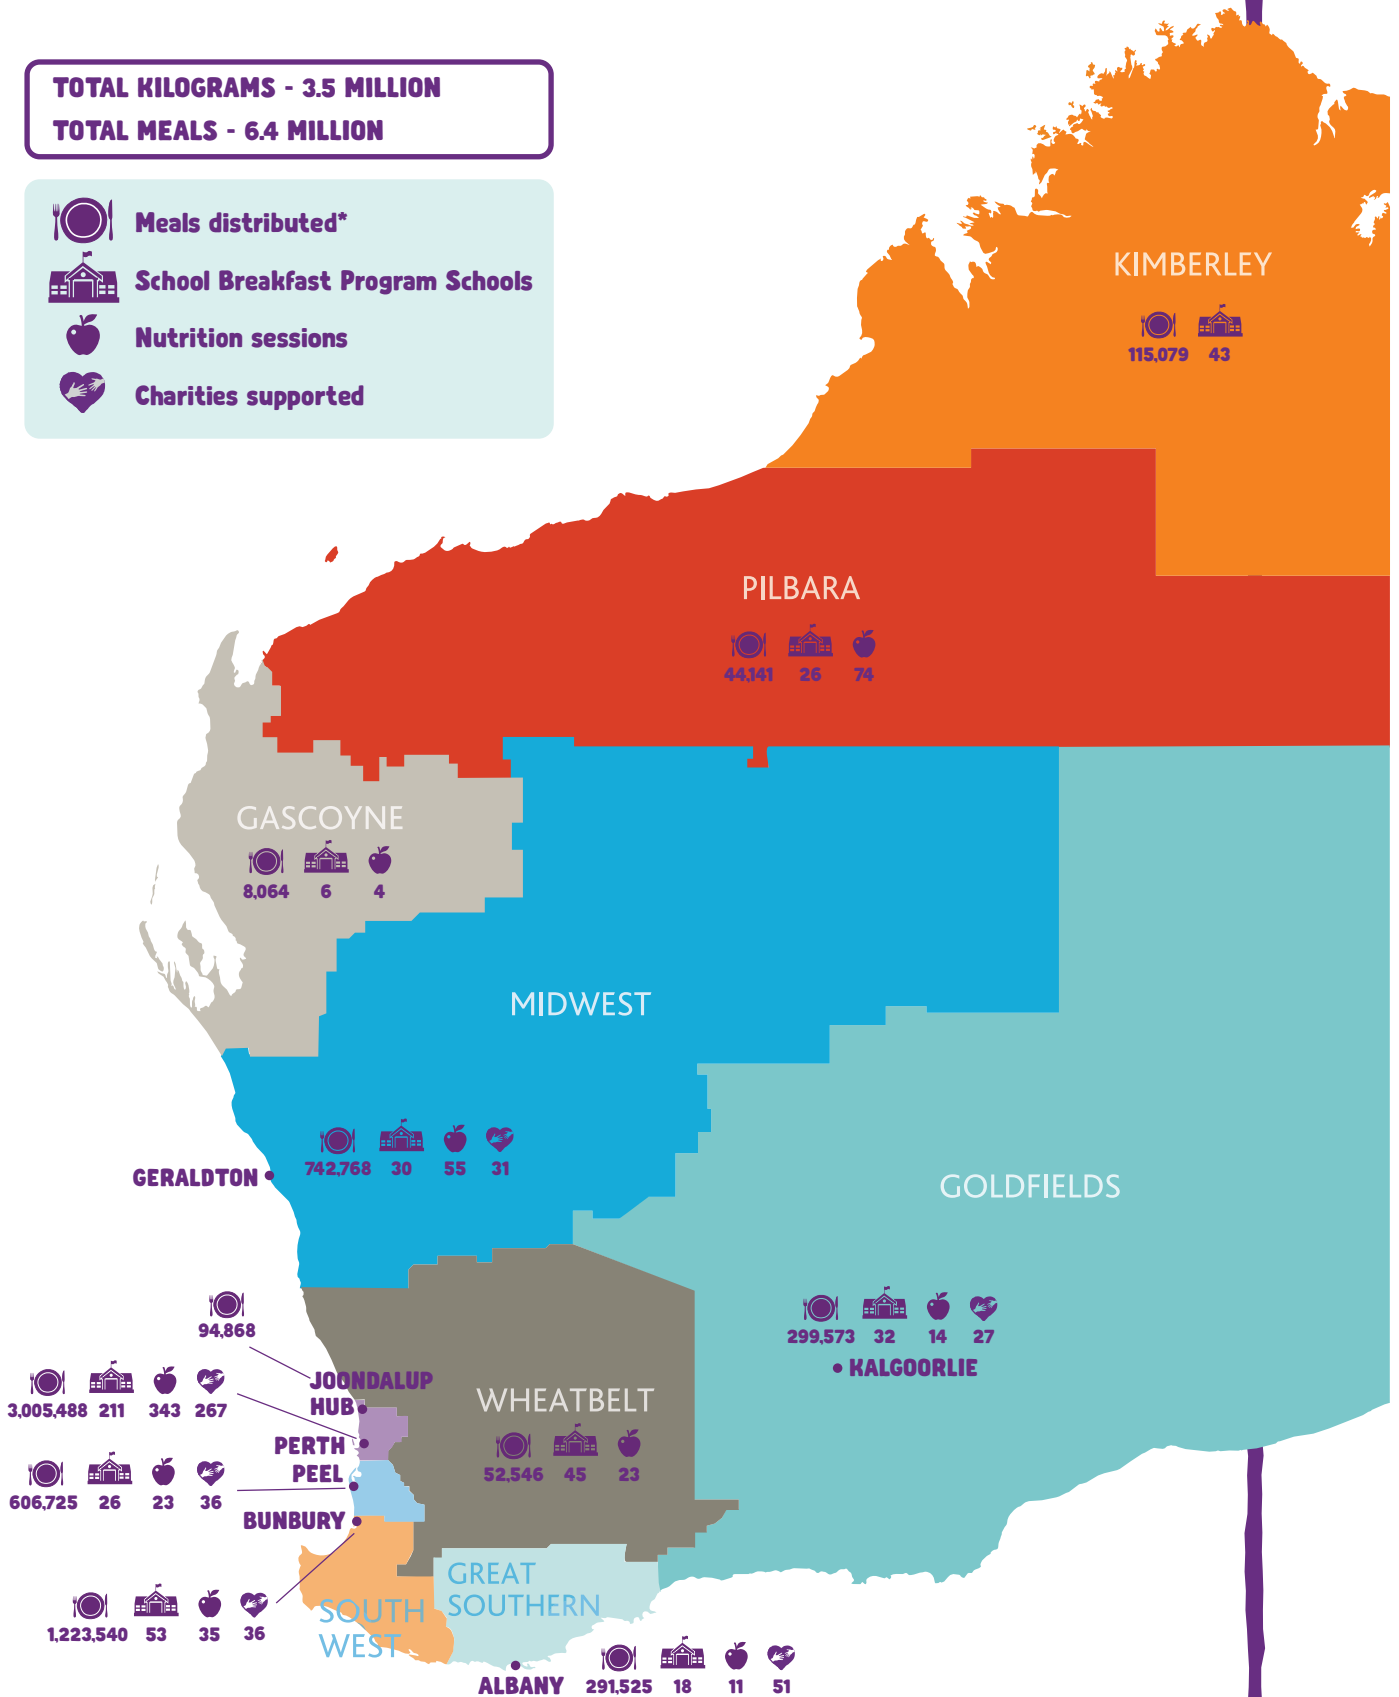 TOTAL KILOGRAMS - 3.5 MILLION
TOTAL MEALS - 6.4 MILLION
Meals distributed*
School Breakfast Program Schools
Nutrition sessions
Charities supported
KIMBERLEY
115,079 43
PILBARA
44,141 26 74
GASCOYNE
8,064 6 4
MIDWEST
742,768 30 55 31
GERALDTON
GOLDFIELDS
299,573 32 14 27
KALGOORLIE
94,868
JOONDALUP
HUB
3,005,488 211 343 267
PERTH
WHEATBELT
52,546 45 23
PEEL
606,725 26 23 36
BUNBURY
1,223,540 53 35 36
SOUTH
WEST
GREAT
SOUTHERN
ALBANY
291,525 18 11 51